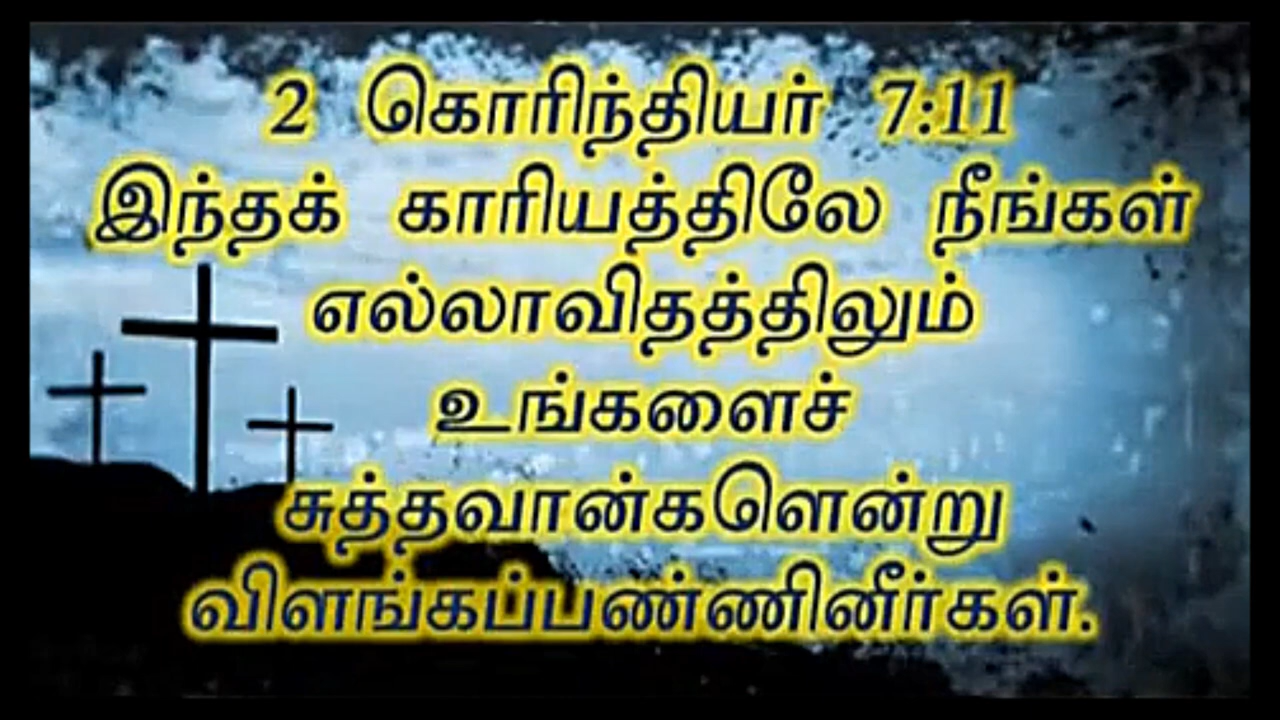 2 கொரிந்தியர் 7:11
இந்தக் காரியத்திலே நீங்கள்
எல்லாவிதத்திலும்
உங்களைச்
சுத்தவான்களென்று
விளங்கப்பண்ணினீர்கள்.